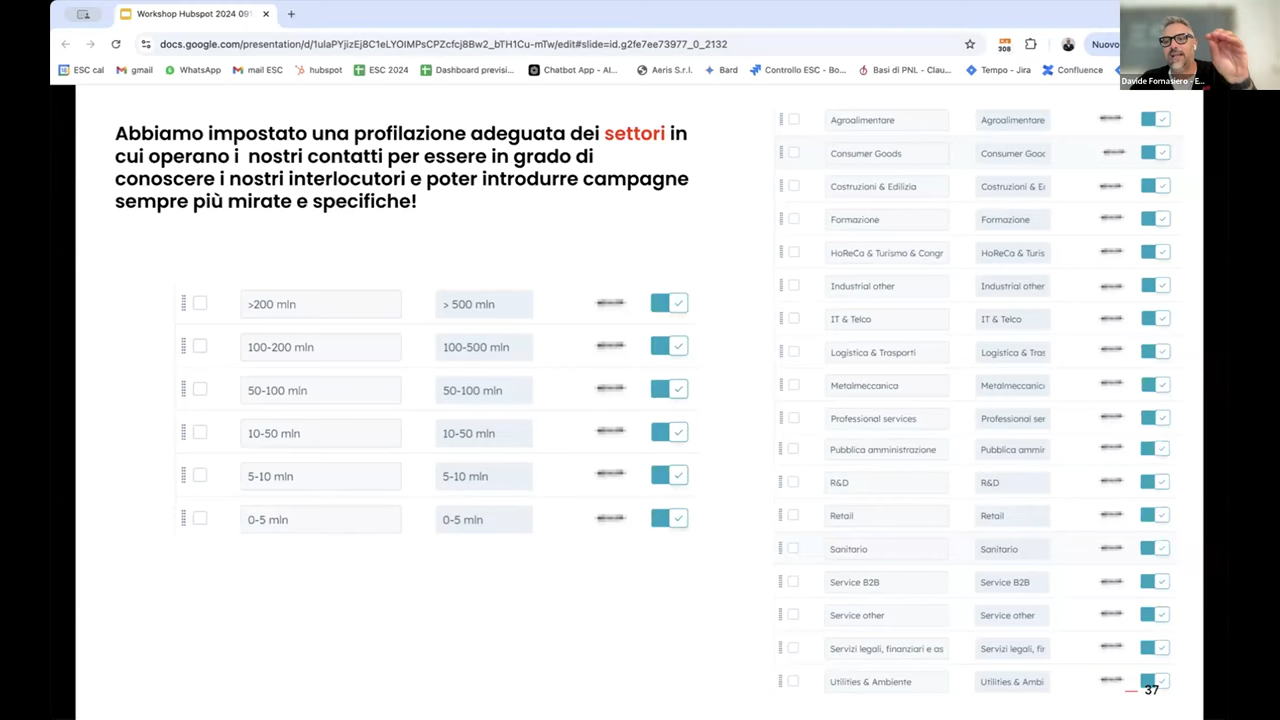 Workshop Hubspot 2024 091
docs.google.com/presentation/d/1ulaPYjizEj8C1eLYOIMPsCPZcfcj8Bw2_bTH1Cu-mTw/edit#slide=id.g2fe7ee73977_0_2132
308
Nuovo
ESC cal
gmail
WhatsApp
mail ESC
hubspot
ESC 2024
Dashboard previsi...
Chatbot App - AI...
Aeris S.r.l.
Bard
Controllo ESC - Bo...
Basi di PNL - Clau...
Tempo - Jira
Confluence
Davide Fornasiero - E...
Abbiamo impostato una profilazione adeguata dei settori in
cui operano i nostri contatti per essere in grado di
conoscere i nostri interlocutori e poter introdurre campagne
sempre più mirate e specifiche!
>200 mln > 500 mln
100-200 mln 100-500 mln
50-100 mln 50-100 mln
10-50 mln 10-50 mln
5-10 mln 5-10 mln
0-5 mln 0-5 mln
Agroalimentare Agroalimentare
Consumer Goods Consumer Gooc
Costruzioni & Edilizia Costruzioni & Ec
Formazione Formazione
HoReCa & Turismo & Congr HoReCa & Turis
Industrial other Industrial other
IT & Telco IT & Telco
Logistica & Trasporti Logistica & Tras
Metalmeccanica Metalmeccanic
Professional services Professional ser
Pubblica amministrazione Pubblica ammir
R&D R&D
Retail Retail
Sanitario Sanitario
Service B2B Service B2B
Service other Service other
Servizi legali, finanziari e as Servizi legali, fir
Utilities & Ambiente Utilities & Ambi
37